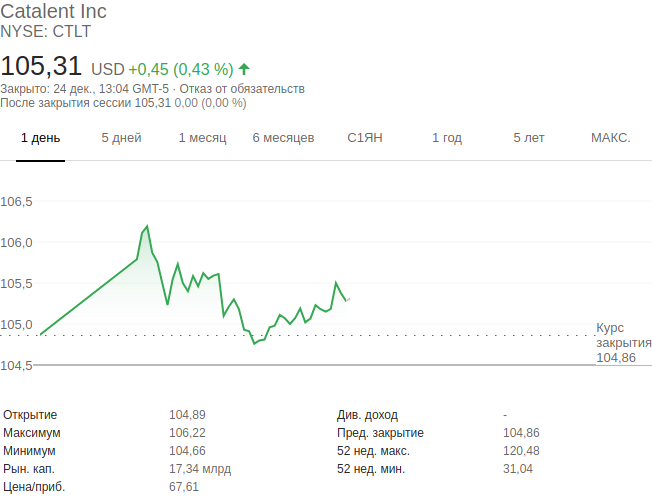 Catalent Inc
NYSE: CTLT
105,31 USD +0,45 (0,43 %)
Закрыто: 24 дек., 13:04 GMT-5 · Отказ от обязательств
После закрытия сессии 105,31 0,00 (0,00 %)
1 день 5 дней 1 месяц 6 месяцев С1ЯН 1 год 5 лет МАКС.
106,5
106,0
105,5
105,0
104,5
Курс
закрытия
104,86
Открытие 104,89 Див. доход -
Максимум 106,22 Пред. закрытие 104,86
Минимум 104,66 52 нед. макс. 120,48
Рын. кап. 17,34 млрд 52 нед. мин. 31,04
Цена/приб. 67,61